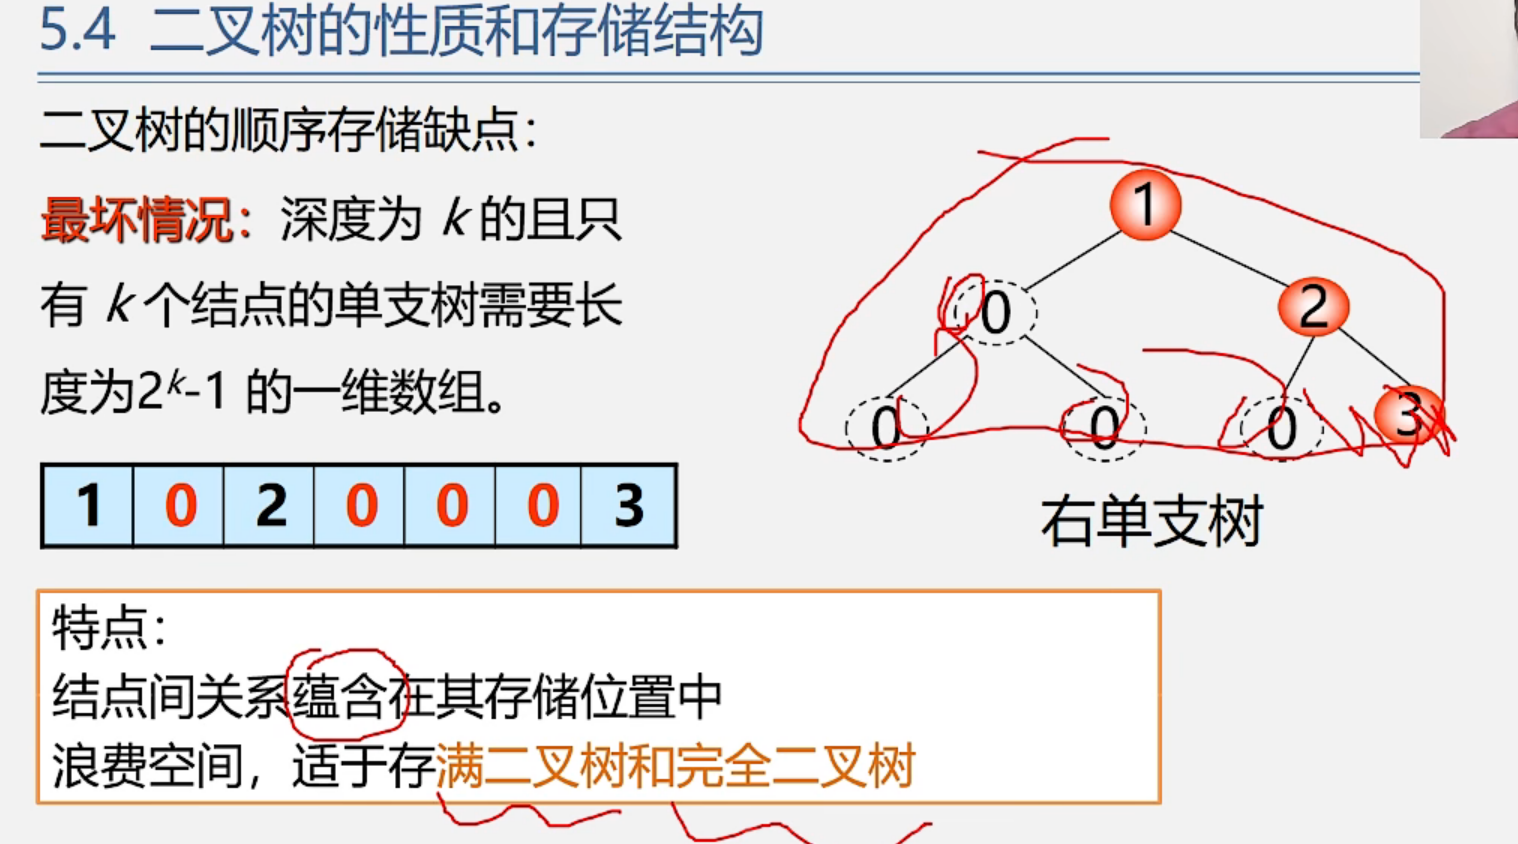 5.4 二叉树的性质和存储结构
二叉树的顺序存储缺点：
最坏情况：深度为 k 的且只
有 k 个结点的单支树需要长
度为2ᵏ-1 的一维数组。
1 0 2 0 0 0 3
1
0 2
0 0 0 3
右单支树
特点：
结点间关系蕴含在其存储位置中
浪费空间，适于存满二叉树和完全二叉树